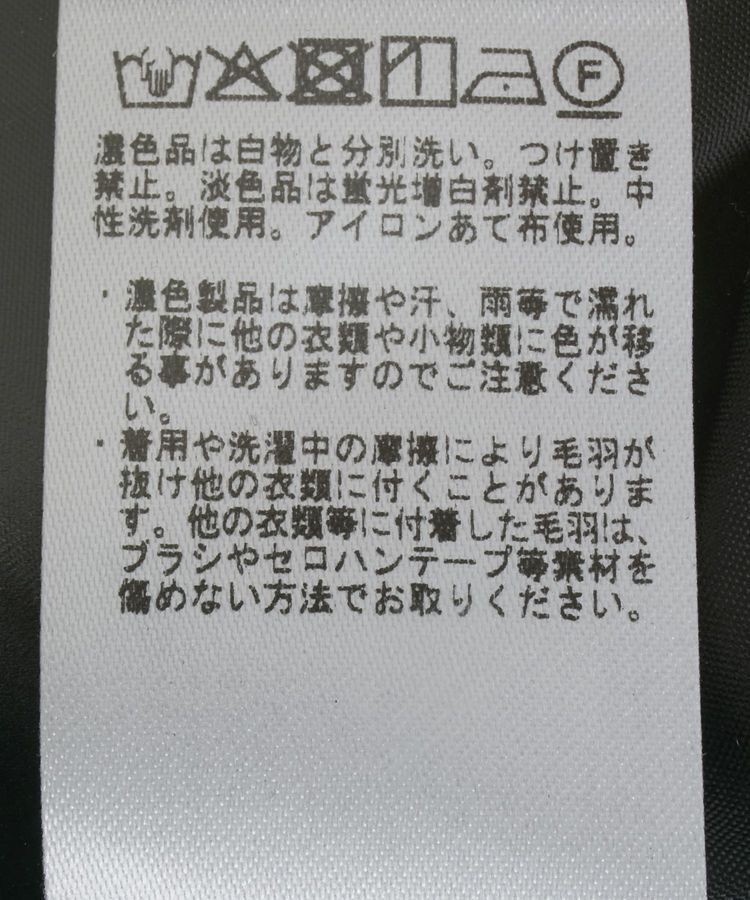 F
濃色品は白物と分別洗い。つけ置き
禁止。淡色品は蛍光増白剤禁止。中
性洗剤使用。アイロンあて布使用。
・濃色製品は摩擦や汗、雨等で濡れ
た際に他の衣類や小物類に色が移
る事がありますのでご注意くださ
い。
・着用や洗濯中の摩擦により毛羽が
抜け他の衣類に付くことがありま
す。他の衣類等に付着した毛羽は、
ブラシやセロハンテープ等素材を
傷めない方法でお取りください。